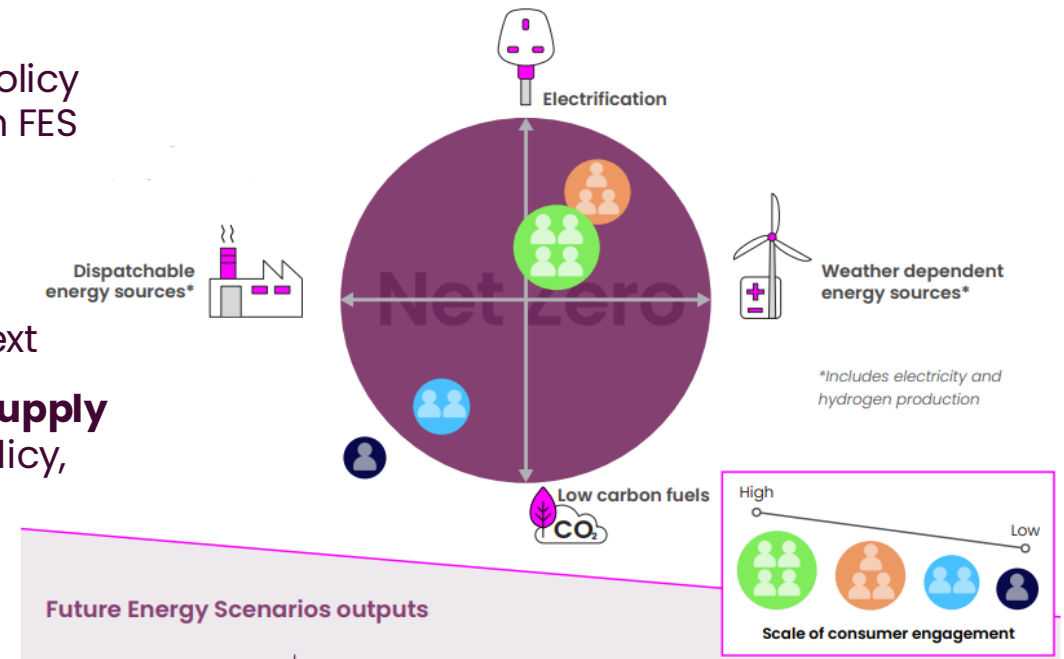 olicy
n FES
ext
upply
licy,
Electrification
Dispatchable
energy sources*
Net Zero
Weather dependent
energy sources*
*Includes electricity and
hydrogen production
Low carbon fuels
CO₂
High
Low
Scale of consumer engagement
Future Energy Scenarios outputs